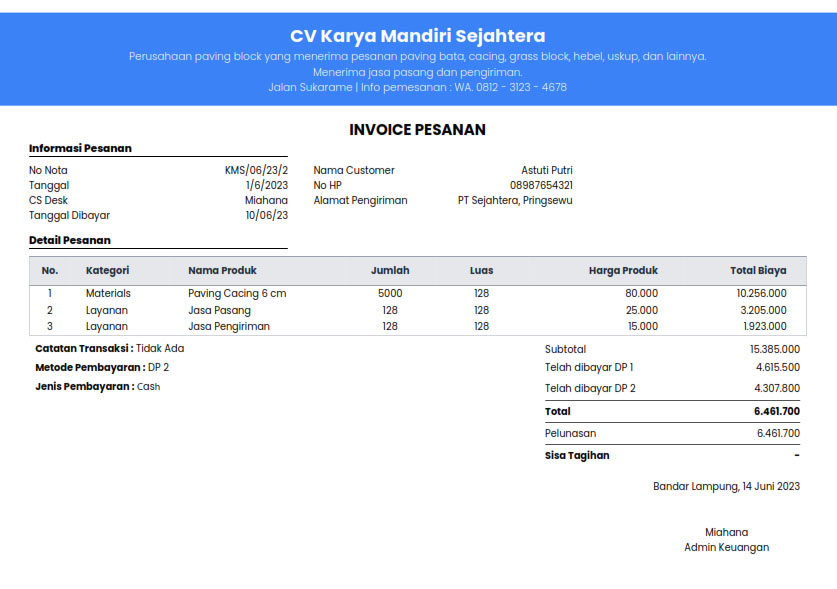 CV Karya Mandiri Sejahtera
Perusahaan paving block yang menerima pesanan paving bata, cacing, grass block, hebel, uskup, dan lainnya.
Menerima jasa pasang dan pengiriman.
Jalan Sukarame | Info pemesanan : WA. 0812 - 3123 - 4678
INVOICE PESANAN
Informasi Pesanan
No Nota KMS/06/23/2 Nama Customer Astuti Putri
Tanggal 1/6/2023 No HP 08987654321
CS Desk Miahana Alamat Pengiriman PT Sejahtera, Pringsewu
Tanggal Dibayar 10/06/23
Detail Pesanan
No. Kategori Nama Produk Jumlah Luas Harga Produk Total Biaya
1 Materials Paving Cacing 6 cm 5000 128 80.000 10.256.000
2 Layanan Jasa Pasang 128 128 25.000 3.205.000
3 Layanan Jasa Pengiriman 128 128 15.000 1.923.000
Catatan Transaksi : Tidak Ada
Metode Pembayaran : DP 2
Jenis Pembayaran : Cash
Subtotal 15.385.000
Telah dibayar DP 1 4.615.500
Telah dibayar DP 2 4.307.800
Total 6.461.700
Pelunasan 6.461.700
Sisa Tagihan -
Bandar Lampung, 14 Juni 2023
Miahana
Admin Keuangan